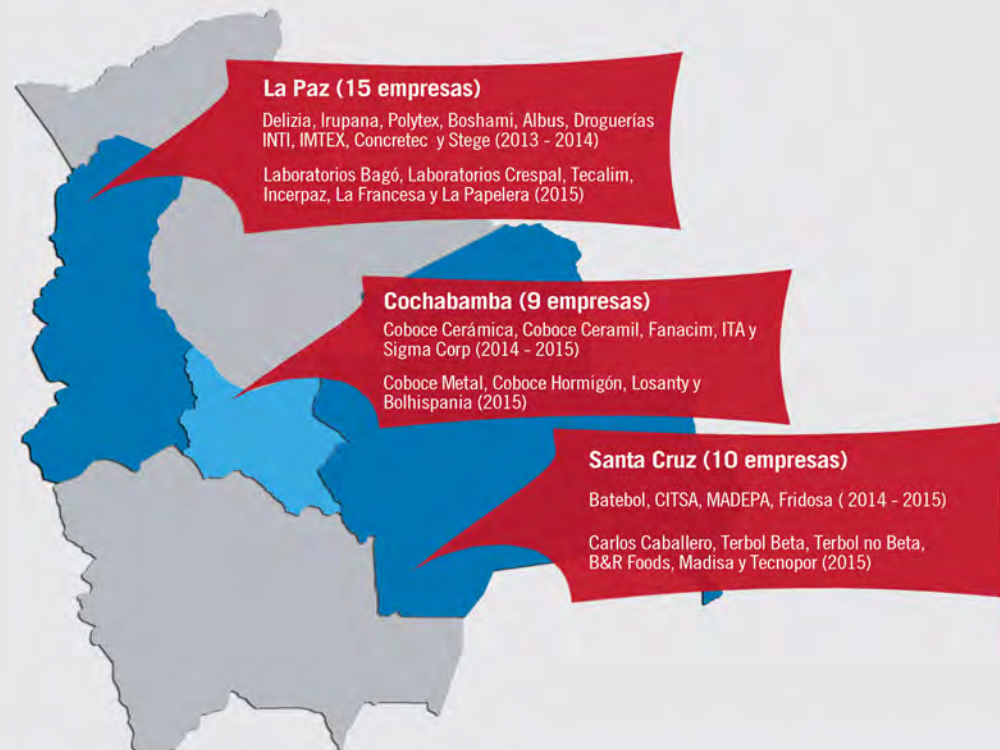 La Paz (15 empresas)
Delizia, Irupana, Polytex, Boshami, Albus, Droguerías
INTI, IMTEX, Concretec y Stege (2013 - 2014)
Laboratorios Bagó, Laboratorios Crespal, Tecalim,
Incerpaz, La Francesa y La Papelera (2015)
Cochabamba (9 empresas)
Coboce Cerámica, Coboce Ceramil, Fanacim, ITA y
Sigma Corp (2014 - 2015)
Coboce Metal, Coboce Hormigón, Losanty y
Bolhispania (2015)
Santa Cruz (10 empresas)
Batebol, CITSA, MADEPA, Fridosa ( 2014 - 2015)
Carlos Caballero, Terbol Beta, Terbol no Beta,
B&R Foods, Madisa y Tecnopor (2015)